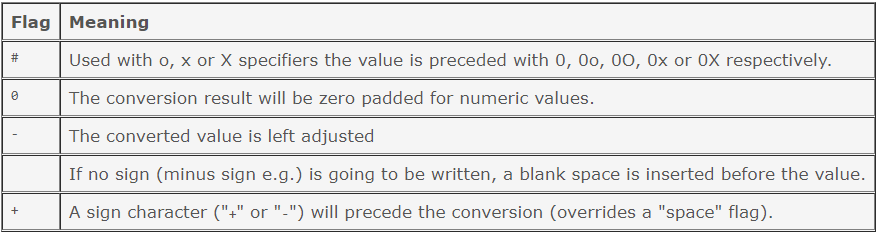 Flag Meaning
# Used with o, x or X specifiers the value is preceded with 0, 0o, 0O, 0x or 0X respectively.
0 The conversion result will be zero padded for numeric values.
- The converted value is left adjusted
If no sign (minus sign e.g.) is going to be written, a blank space is inserted before the value.
+ A sign character ("+" or "-") will precede the conversion (overrides a "space" flag).